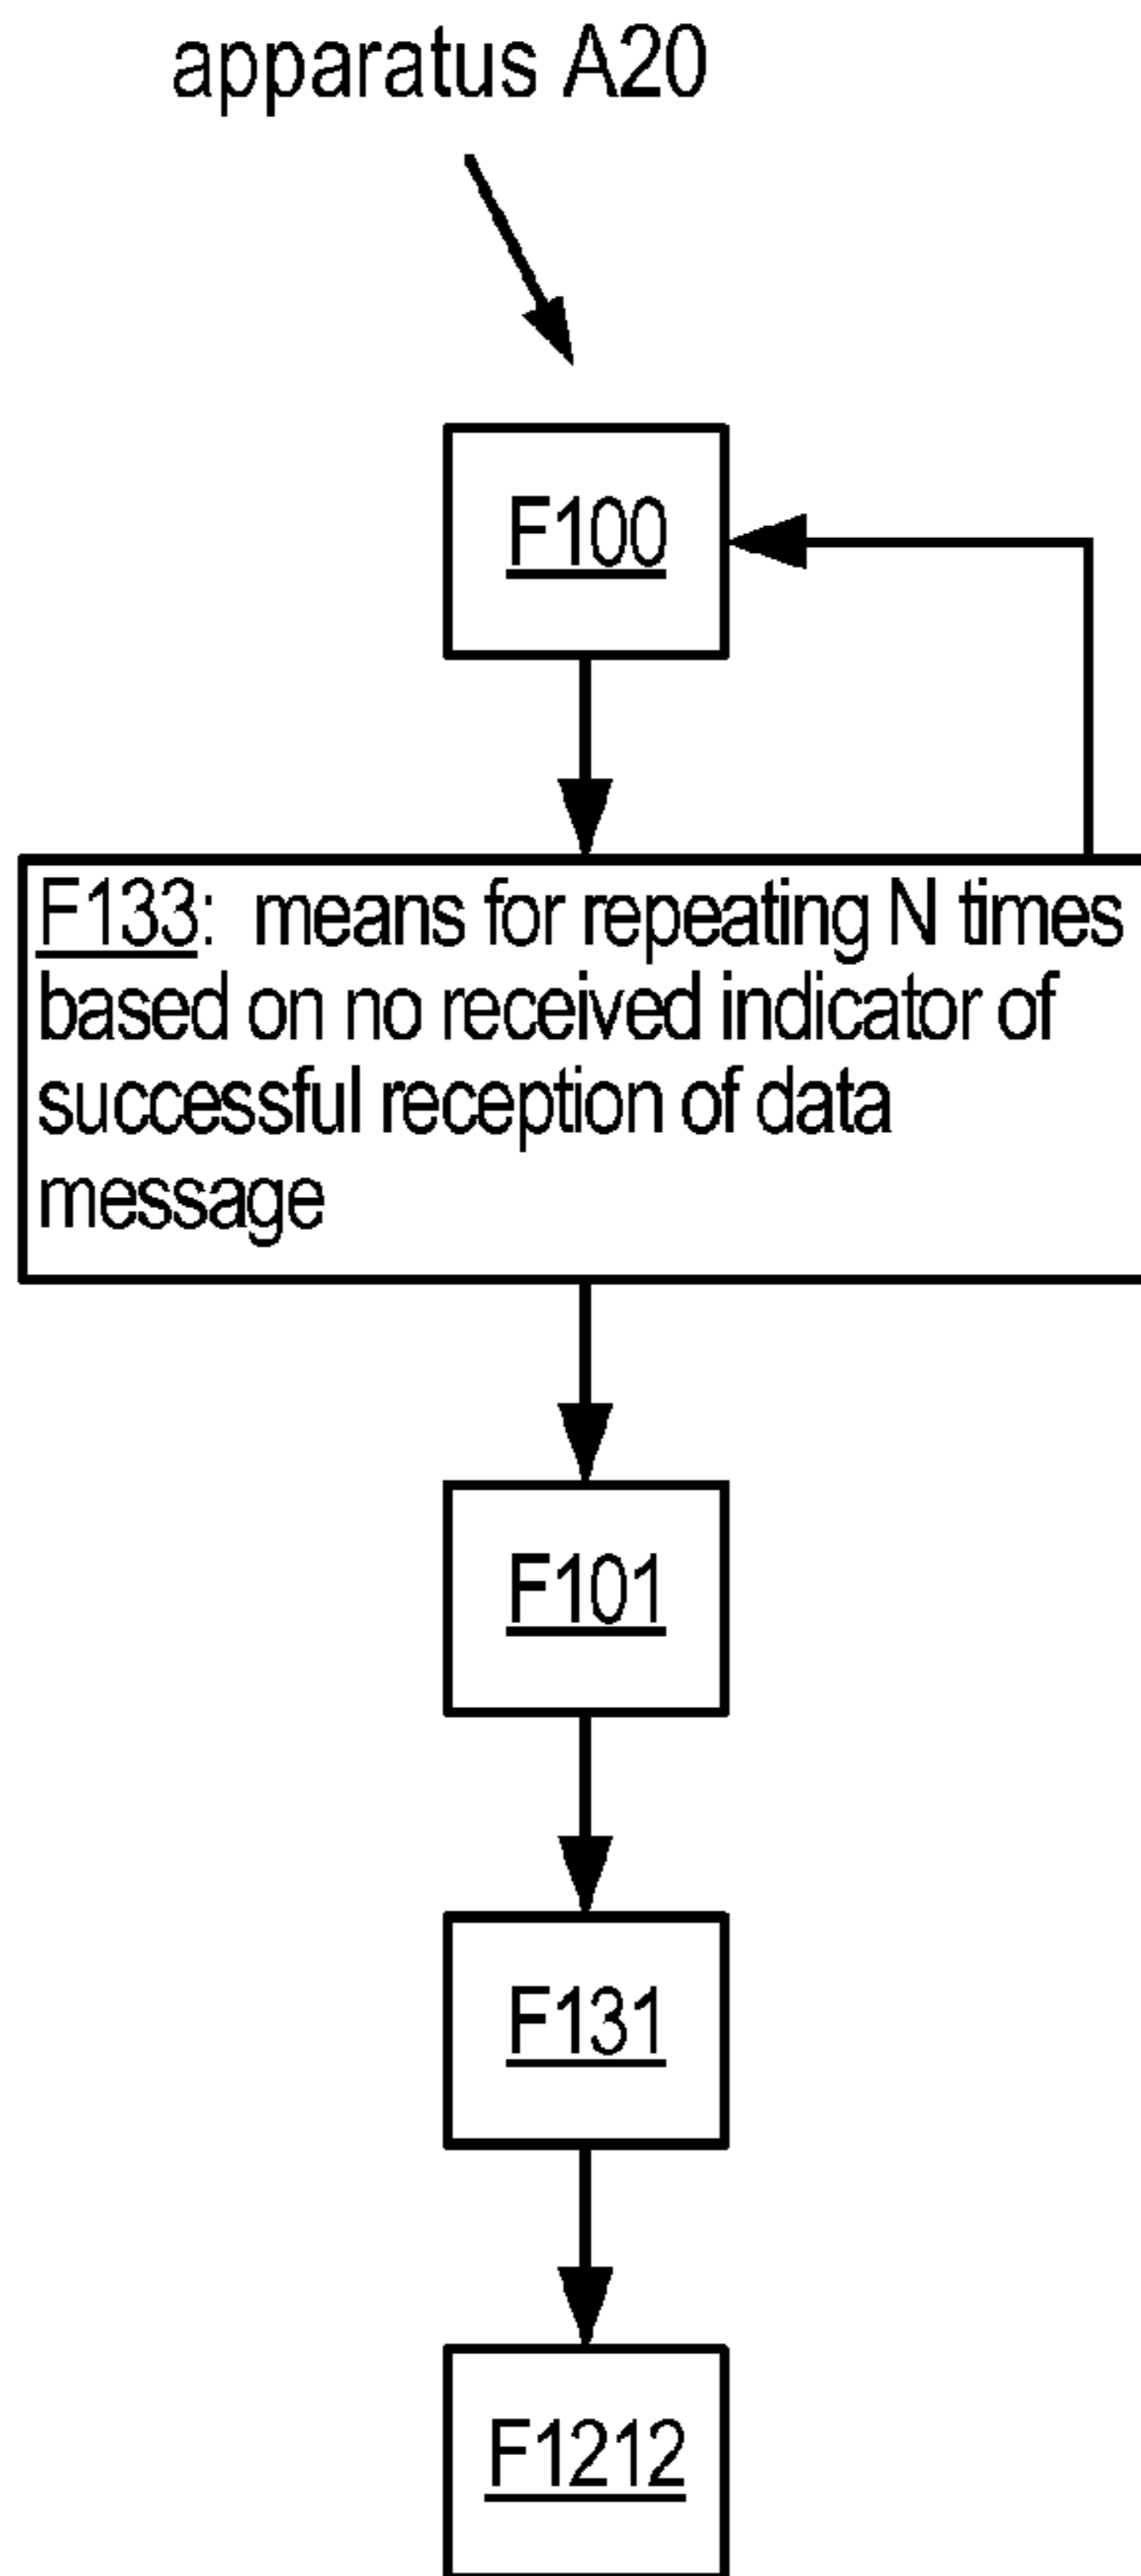 apparatus A20
F100
F133: means for repeating N times
based on no received indicator of
successful reception of data
message
F101
F131
F1212